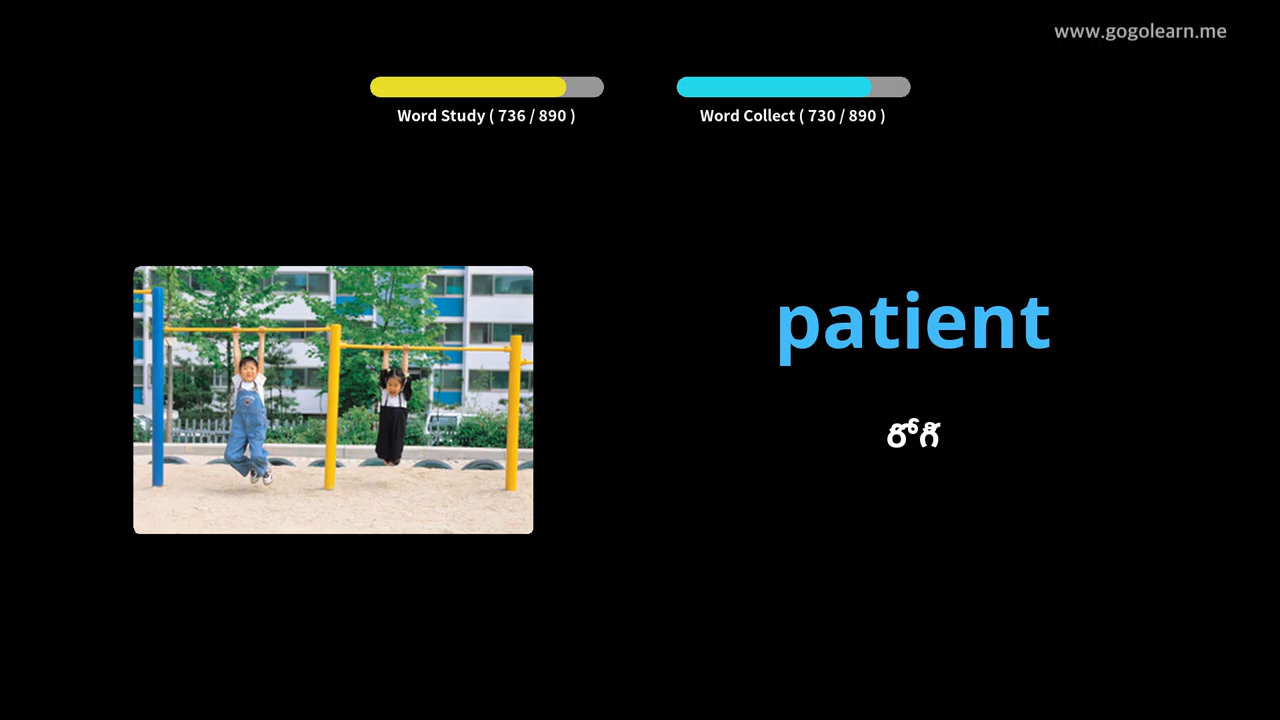 www.gogolearn.me
Word Study ( 736 / 890 )
Word Collect ( 730 / 890 )
patient
రోగి